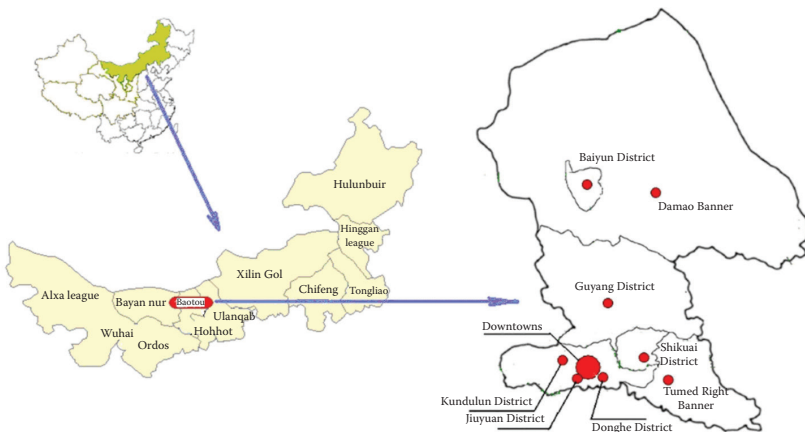 Hulunbuir
Hinggan
league
Xilin Gol
Alxa league
Bayan nur
Baotou
Chifeng
Tongliao
Ulanqab
Wuhai
Hohhot
Ordos
Baiyun District
Damao Banner
Guyang District
Downtowns
Shikuai
District
Tumed Right
Banner
Kundulun District
Jiuyuan District
Donghe District